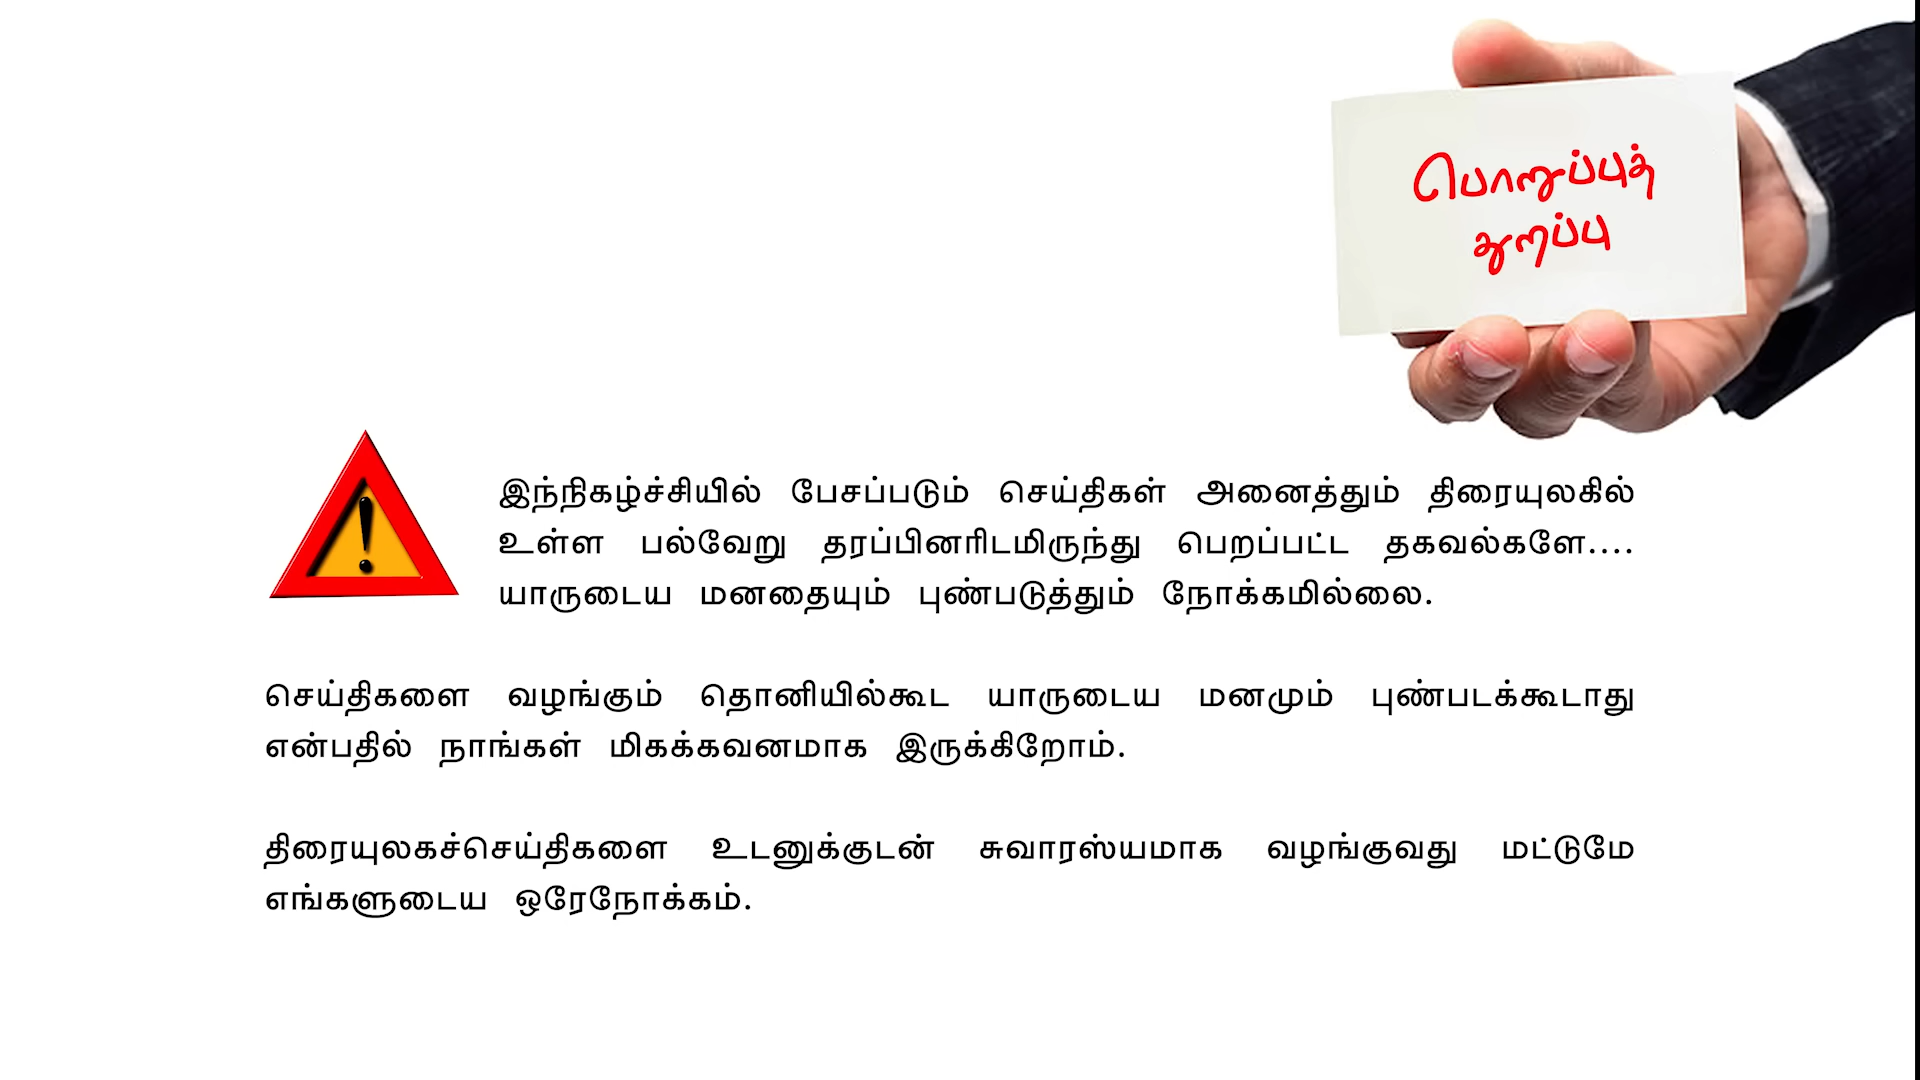 பொறுப்புத்
துறப்பு
இந்நிகழ்ச்சியில் பேசப்படும் செய்திகள் அனைத்தும் திரையுலகில்
உள்ள பல்வேறு தரப்பினரிடமிருந்து பெறப்பட்ட தகவல்களே....
யாருடைய மனதையும் புண்படுத்தும் நோக்கமில்லை.
செய்திகளை வழங்கும் தொனியில்கூட யாருடைய மனமும் புண்படக்கூடாது
என்பதில் நாங்கள் மிகக்கவனமாக இருக்கிறோம்.
திரையுலகச்செய்திகளை உடனுக்குடன் சுவாரஸ்யமாக வழங்குவது மட்டுமே
எங்களுடைய ஒரேநோக்கம்.